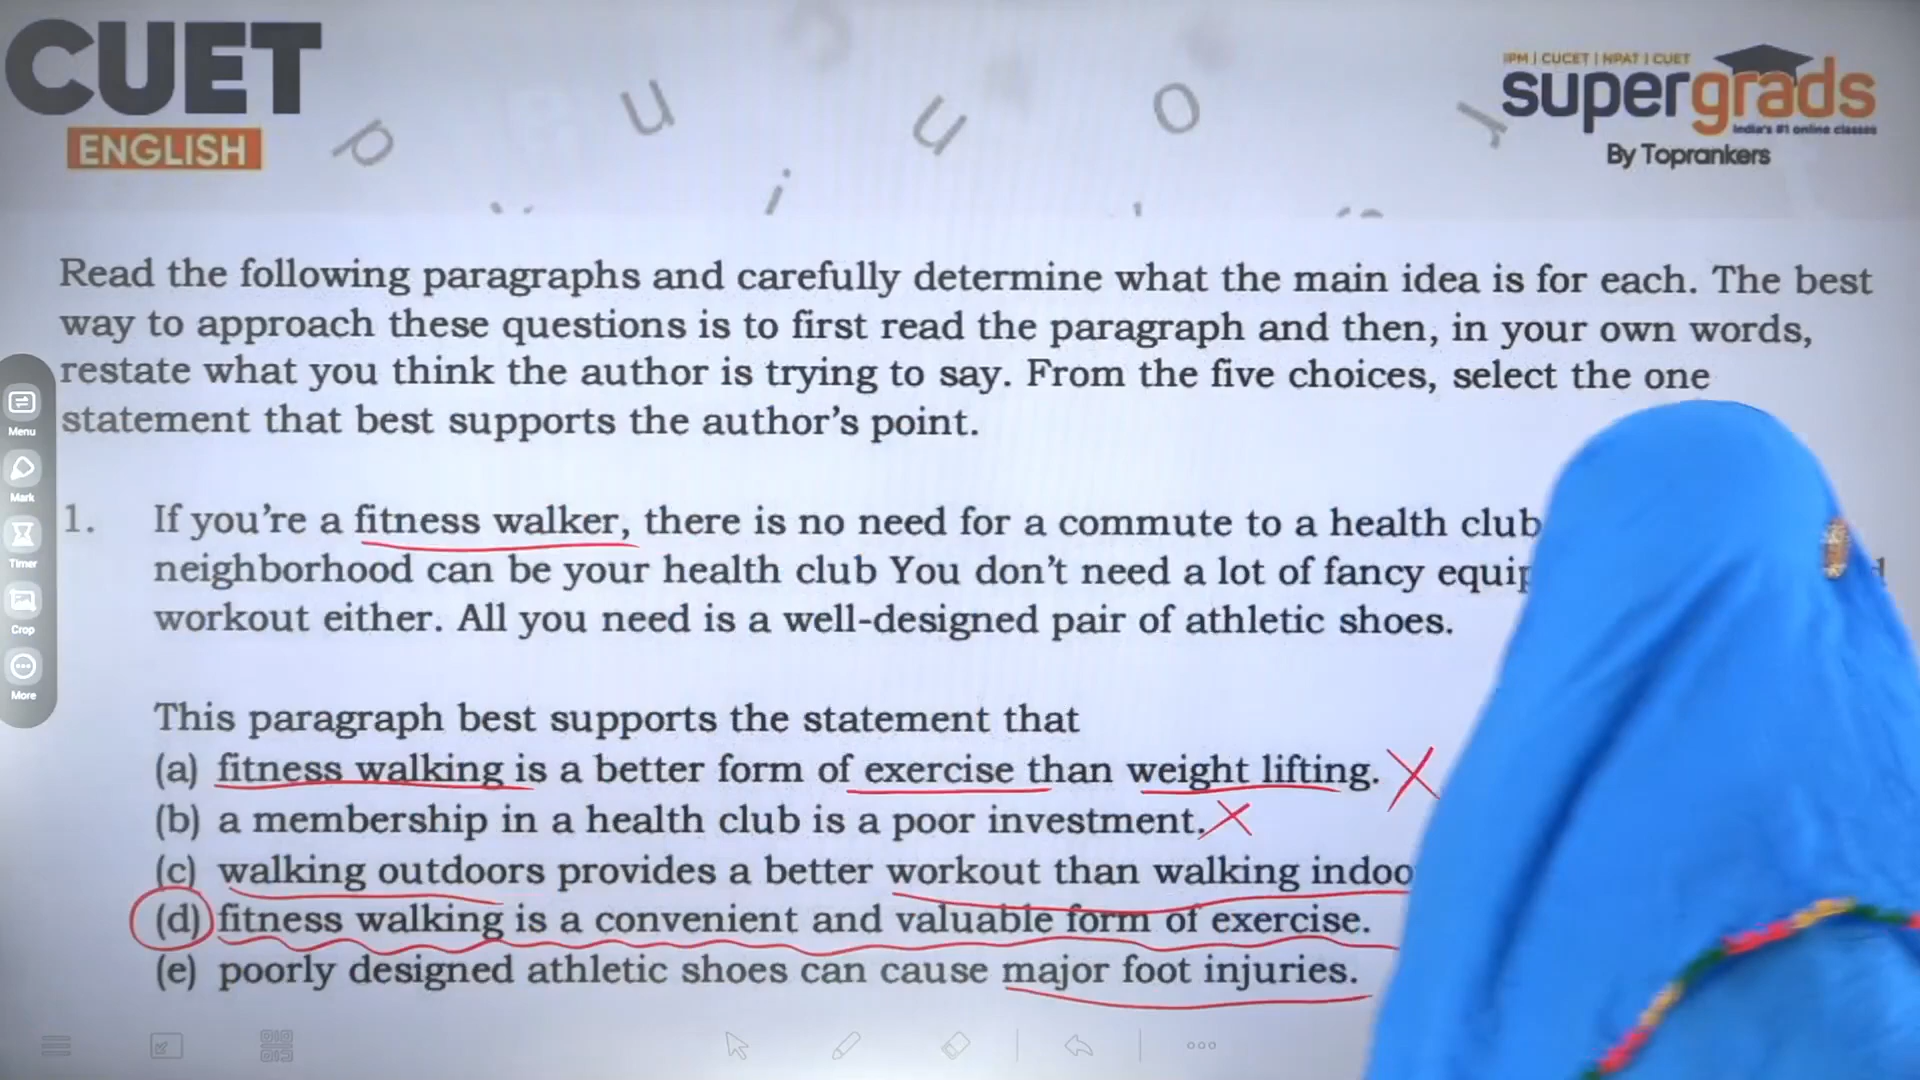 CUET
ENGLISH
IPM | CUCET | NPAT | CUET
supergrads
India's #1 online classes
By Toprankers
Read the following paragraphs and carefully determine what the main idea is for each. The best
way to approach these questions is to first read the paragraph and then, in your own words,
restate what you think the author is trying to say. From the five choices, select the one
statement that best supports the author's point.
1. If you're a fitness walker, there is no need for a commute to a health club
neighborhood can be your health club You don't need a lot of fancy equip
workout either. All you need is a well-designed pair of athletic shoes.
This paragraph best supports the statement that
(a) fitness walking is a better form of exercise than weight lifting.
(b) a membership in a health club is a poor investment.
(c) walking outdoors provides a better workout than walking indoo
(d) fitness walking is a convenient and valuable form of exercise.
(e) poorly designed athletic shoes can cause major foot injuries.
Menu
Mark
Timer
Crop
More